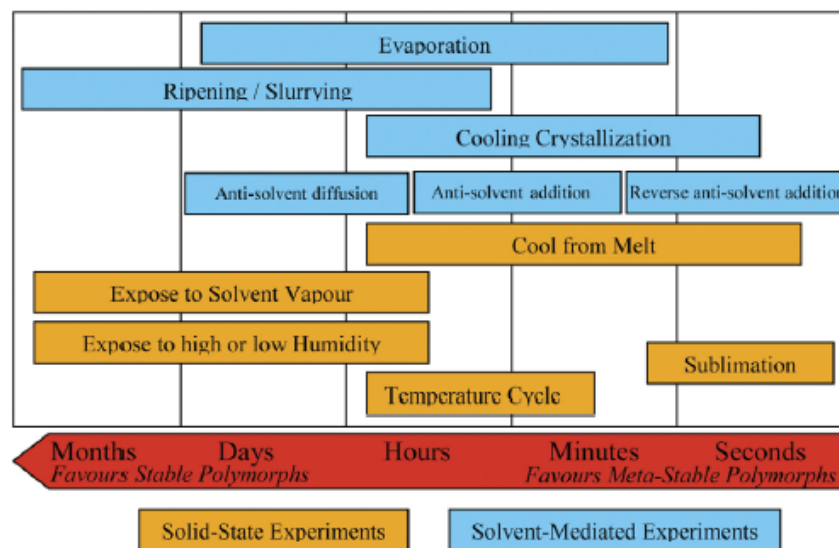 Evaporation
Ripening / Slurrying
Cooling Crystallization
Anti-solvent diffusion
Anti-solvent addition
Reverse anti-solvent addition
Cool from Melt
Expose to Solvent Vapour
Expose to high or low Humidity
Sublimation
Temperature Cycle
Months Days Hours Minutes Seconds
Favours Stable Polymorphs Favours Meta-Stable Polymorphs
Solid-State Experiments
Solvent-Mediated Experiments